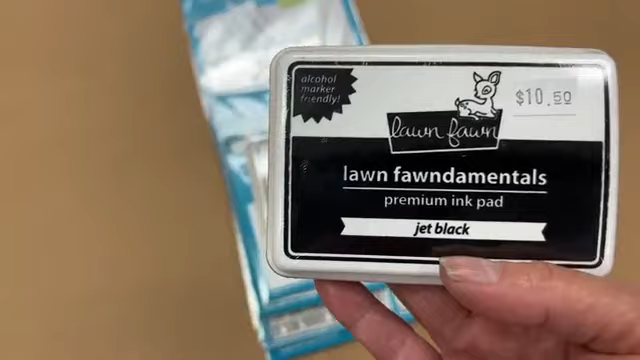 alcohol
marker
friendly!
$10.50
lawn fawn
lawn fawndamentals
premium ink pad
jet black